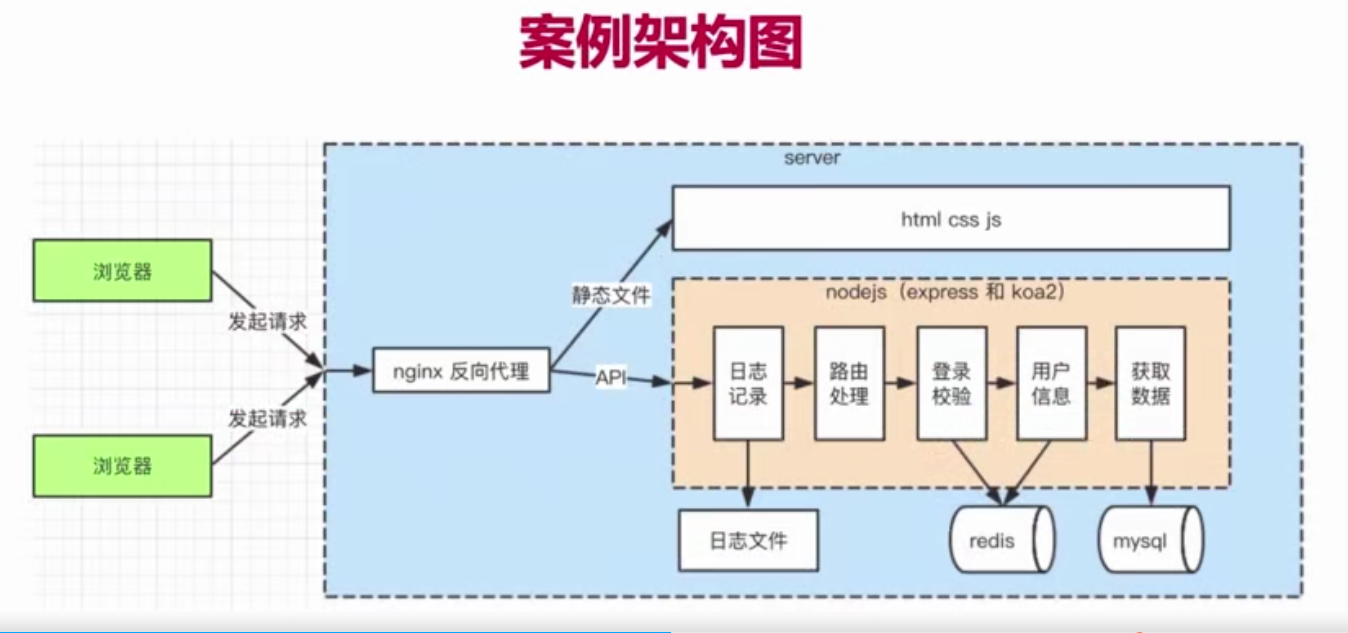 案例架构图
server
html css js
浏览器
发起请求
静态文件
nodejs（express 和 koa2）
nginx 反向代理
API
日志
记录
路由
处理
登录
校验
用户
信息
获取
数据
发起请求
浏览器
日志文件
redis
mysql